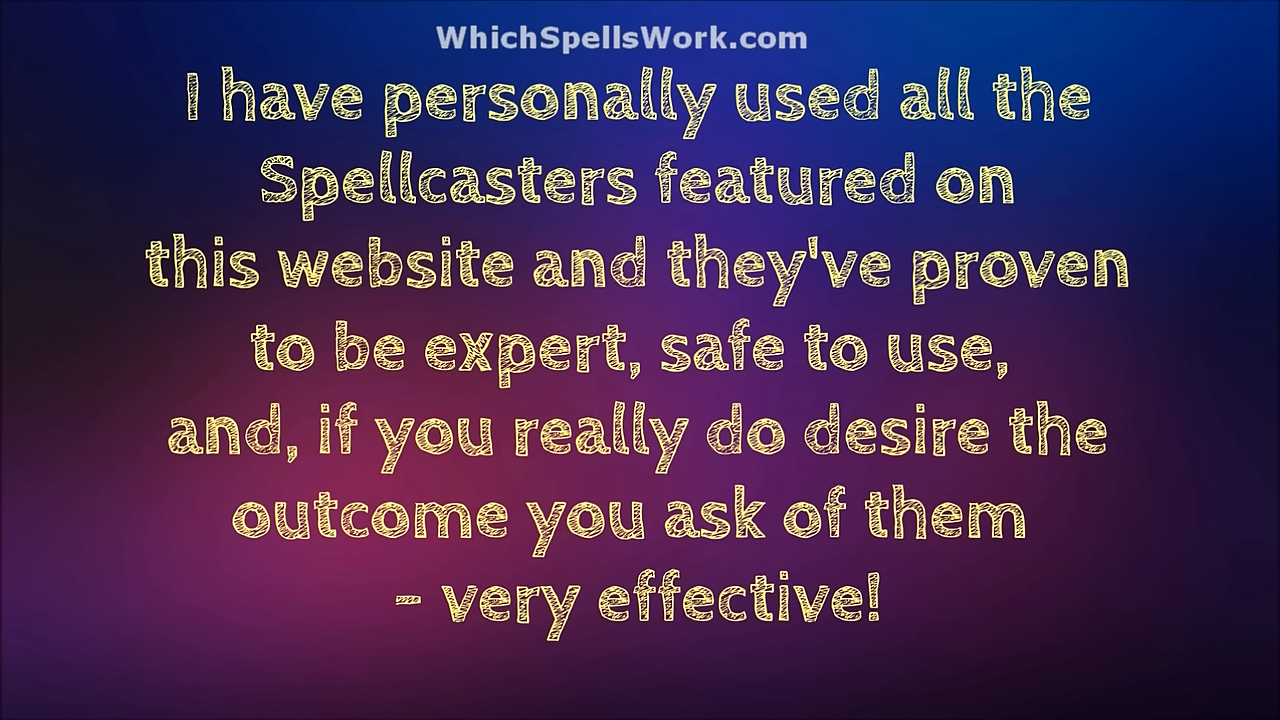 WhichSpellsWork.com
I have personally used all the
Spellcasters featured on
this website and they've proven
to be expert, safe to use,
and, if you really do desire the
outcome you ask of them
- very effective!